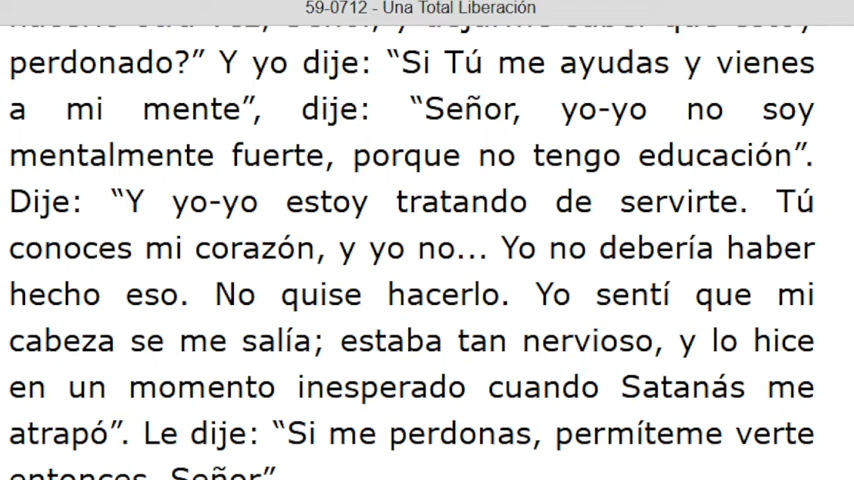 59-0712 - Una Total Liberación
perdonado?” Y yo dije: “Si Tú me ayudas y vienes
a mi mente”, dije: “Señor, yo-yo no soy
mentalmente fuerte, porque no tengo educación”.
Dije: “Y yo-yo estoy tratando de servirte. Tú
conoces mi corazón, y yo no... Yo no debería haber
hecho eso. No quise hacerlo. Yo sentí que mi
cabeza se me salía; estaba tan nervioso, y lo hice
en un momento inesperado cuando Satanás me
atrapó”. Le dije: “Si me perdonas, permíteme verte
entonces, Señor”